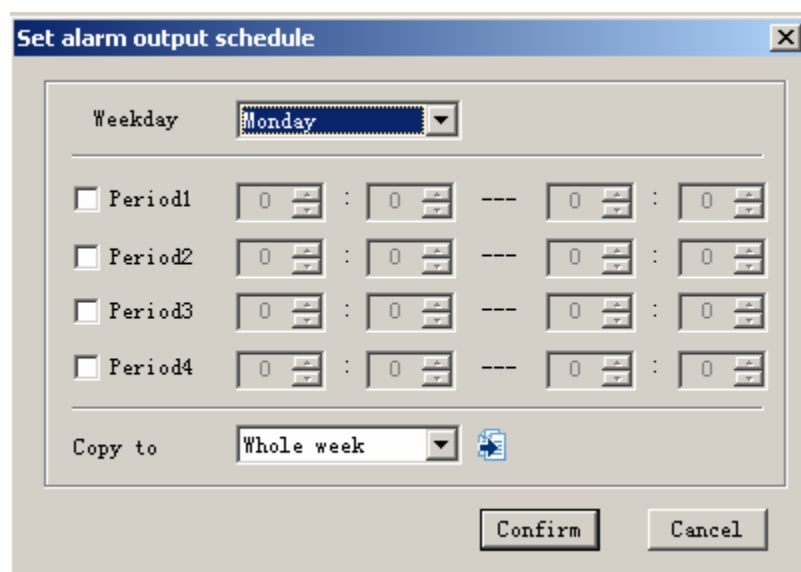 Set alarm output schedule
Weekday Monday
Period1 0 : 0 --- 0 : 0
Period2 0 : 0 --- 0 : 0
Period3 0 : 0 --- 0 : 0
Period4 0 : 0 --- 0 : 0
Copy to Whole week
Confirm Cancel